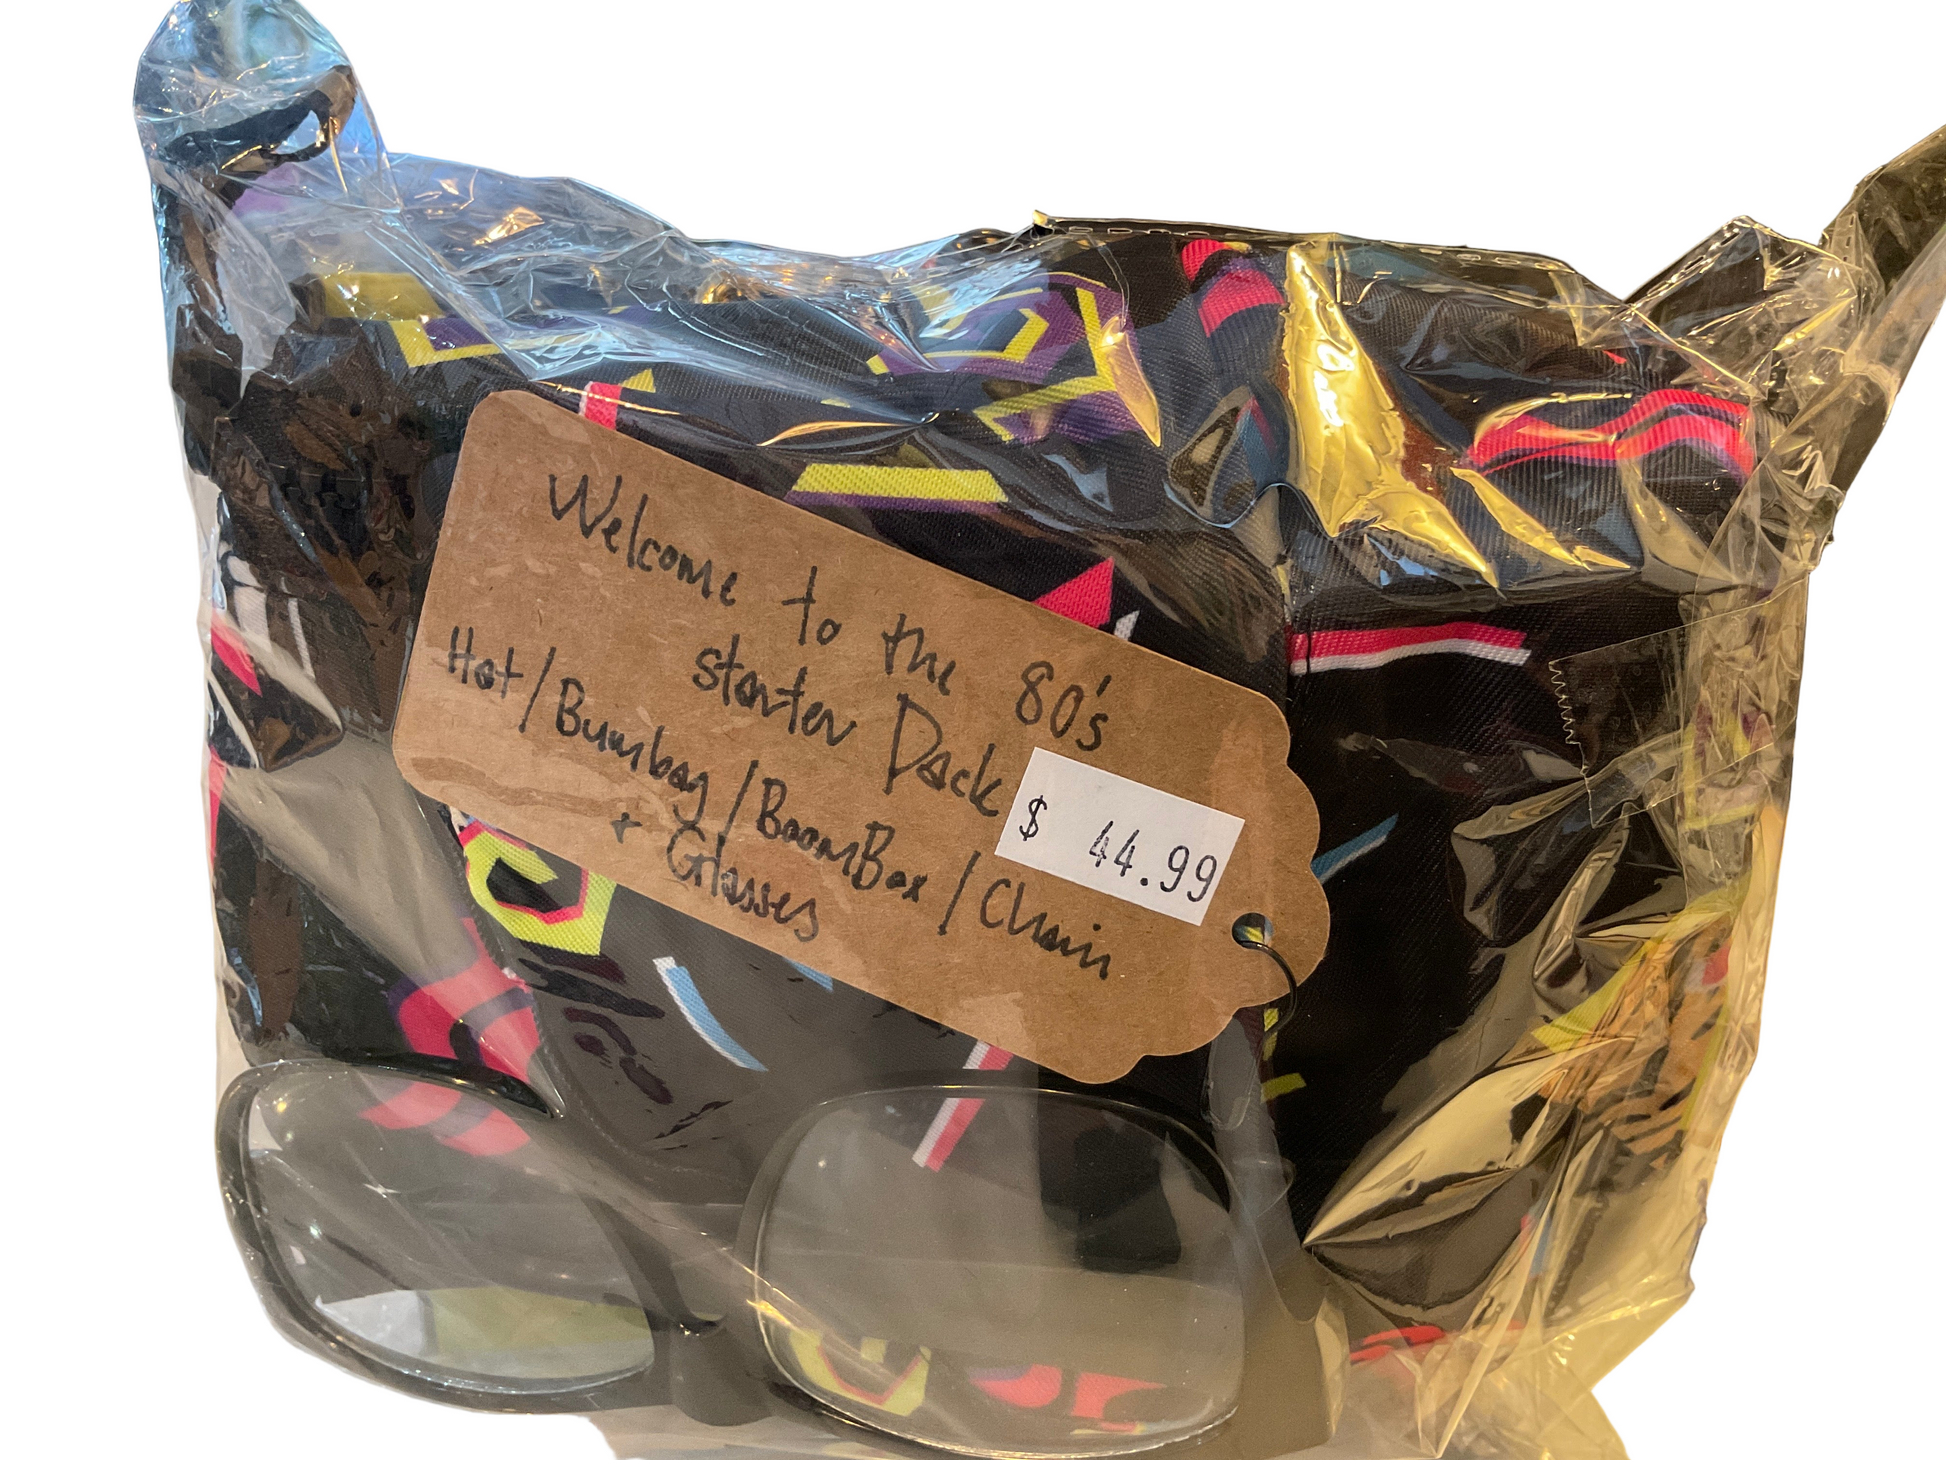 Welcome to the 80's
starter Pack
Hat/Bumbag/BoomBox/Chain
+ Glasses
$ 44.99